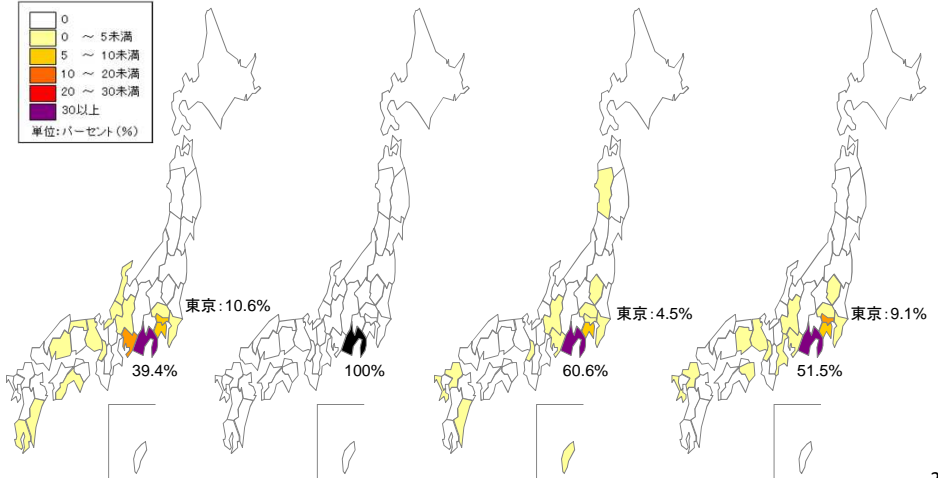 0
0 ～ 5未満
5 ～ 10未満
10 ～ 20未満
20 ～ 30未満
30以上
単位:パーセント(%)
東京:10.6%
39.4%
100%
東京:4.5%
60.6%
東京:9.1%
51.5%